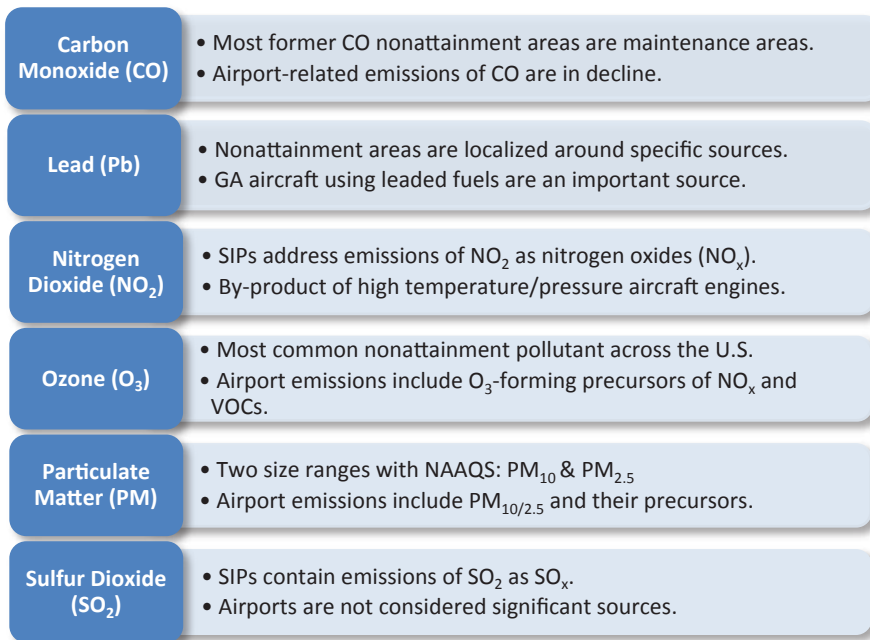 Carbon
Monoxide (CO)
• Most former CO nonattainment areas are maintenance areas.
• Airport-related emissions of CO are in decline.
Lead (Pb)
• Nonattainment areas are localized around specific sources.
• GA aircraft using leaded fuels are an important source.
Nitrogen
Dioxide (NO₂)
• SIPs address emissions of NO₂ as nitrogen oxides (NOₓ).
• By-product of high temperature/pressure aircraft engines.
Ozone (O₃)
• Most common nonattainment pollutant across the U.S.
• Airport emissions include O₃-forming precursors of NOₓ and
VOCs.
Particulate
Matter (PM)
• Two size ranges with NAAQS: PM₁₀ & PM₂.₅
• Airport emissions include PM₁₀/₂.₅ and their precursors.
Sulfur Dioxide
(SO₂)
• SIPs contain emissions of SO₂ as SOₓ.
• Airports are not considered significant sources.